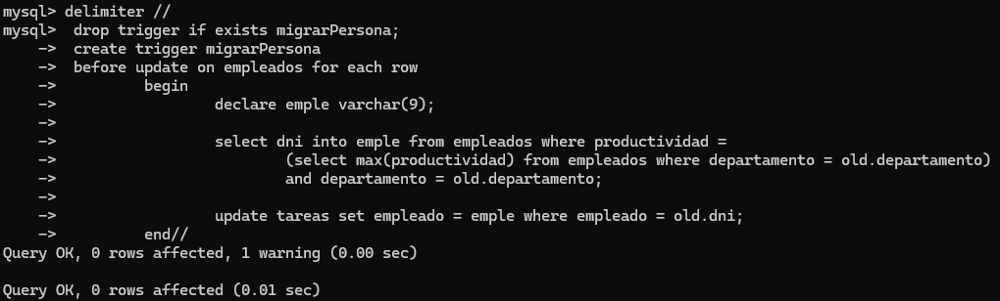 mysql> delimiter //
mysql>  drop trigger if exists migrarPersona;
    ->  create trigger migrarPersona
    ->  before update on empleados for each row
    ->          begin
    ->                  declare emple varchar(9);
    ->
    ->                  select dni into emple from empleados where productividad =
    ->                          (select max(productividad) from empleados where departamento = old.departamento)
    ->                          and departamento = old.departamento;
    ->
    ->                  update tareas set empleado = emple where empleado = old.dni;
    ->          end//
Query OK, 0 rows affected, 1 warning (0.00 sec)

Query OK, 0 rows affected (0.01 sec)